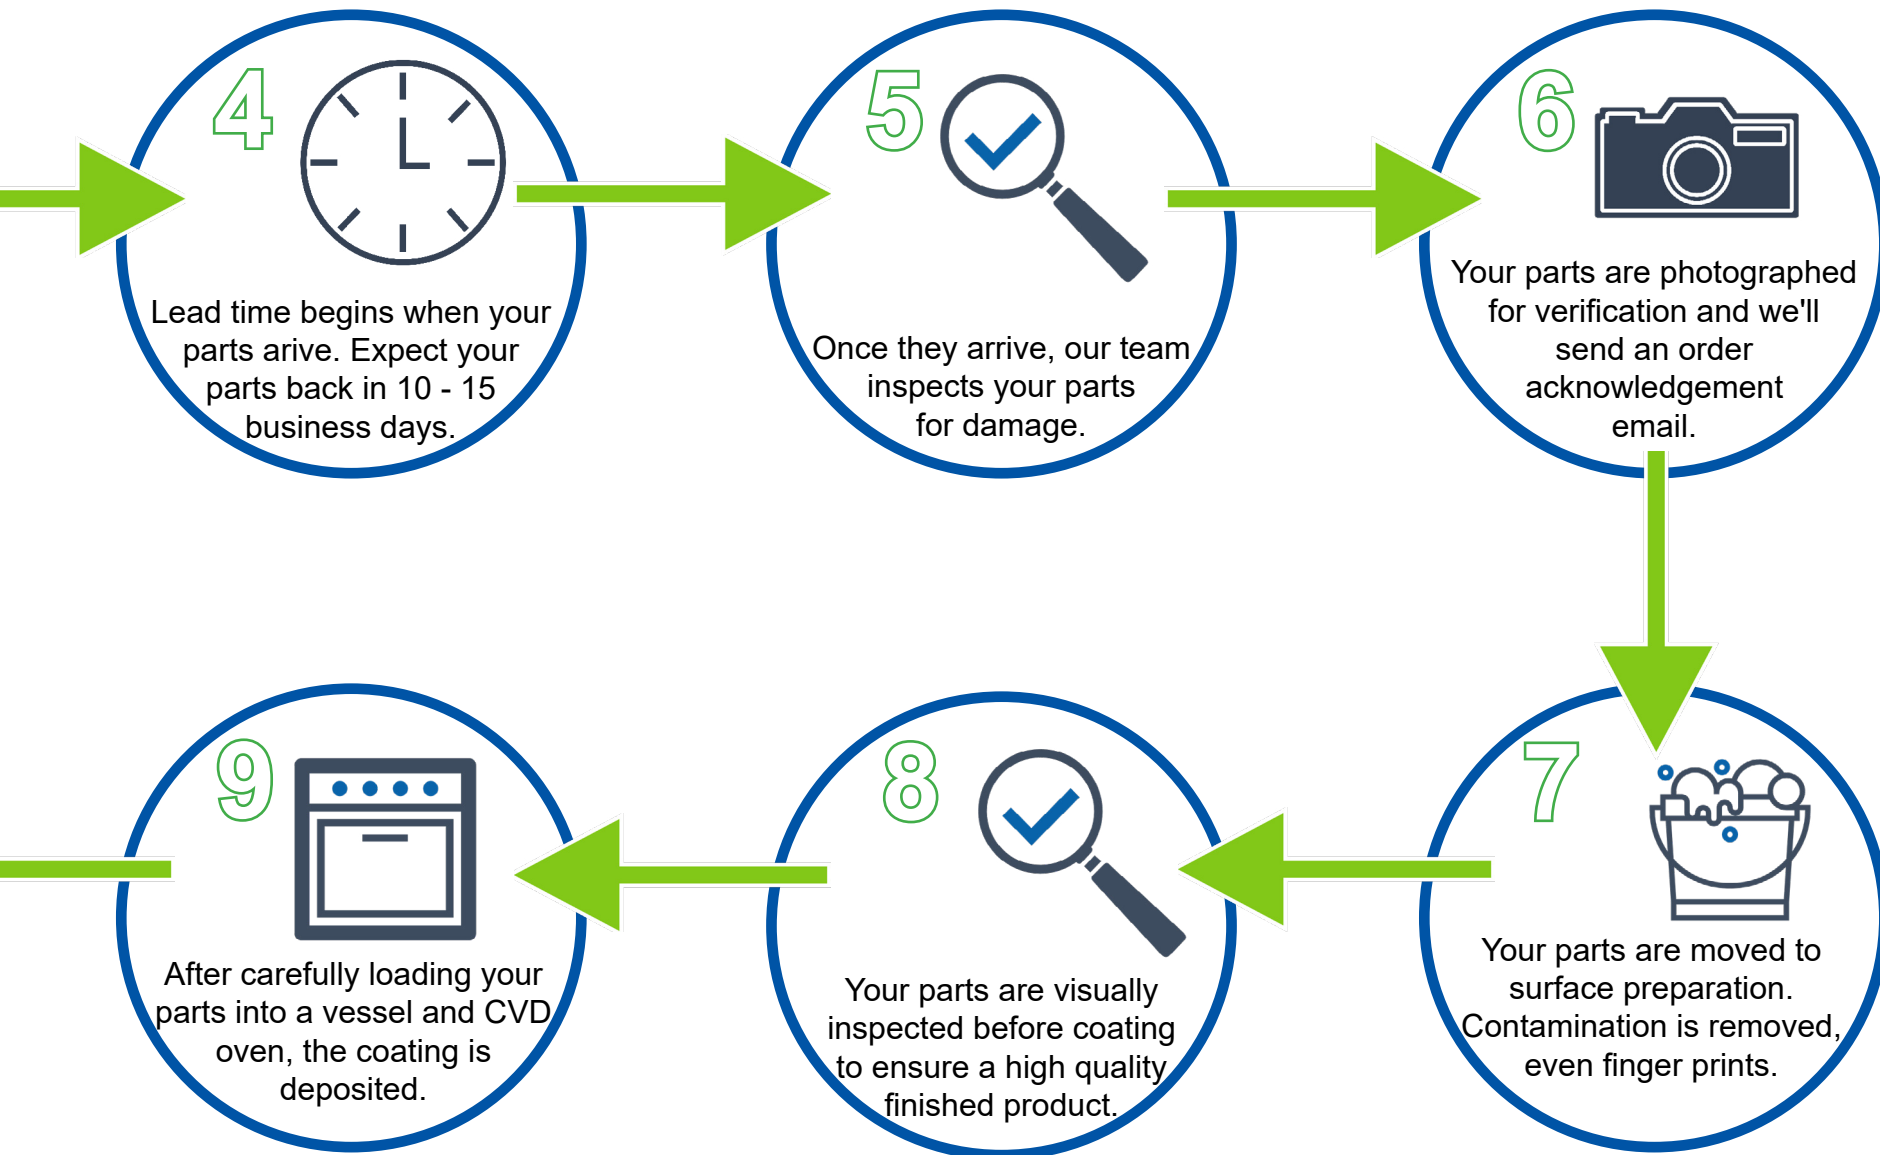 4
Lead time begins when your
parts arive. Expect your
parts back in 10 - 15
business days.
5
Once they arrive, our team
inspects your parts
for damage.
6
Your parts are photographed
for verification and we'll
send an order
acknowledgement
email.
7
Your parts are moved to
surface preparation.
Contamination is removed,
even finger prints.
8
Your parts are visually
inspected before coating
to ensure a high quality
finished product.
9
After carefully loading your
parts into a vessel and CVD
oven, the coating is
deposited.